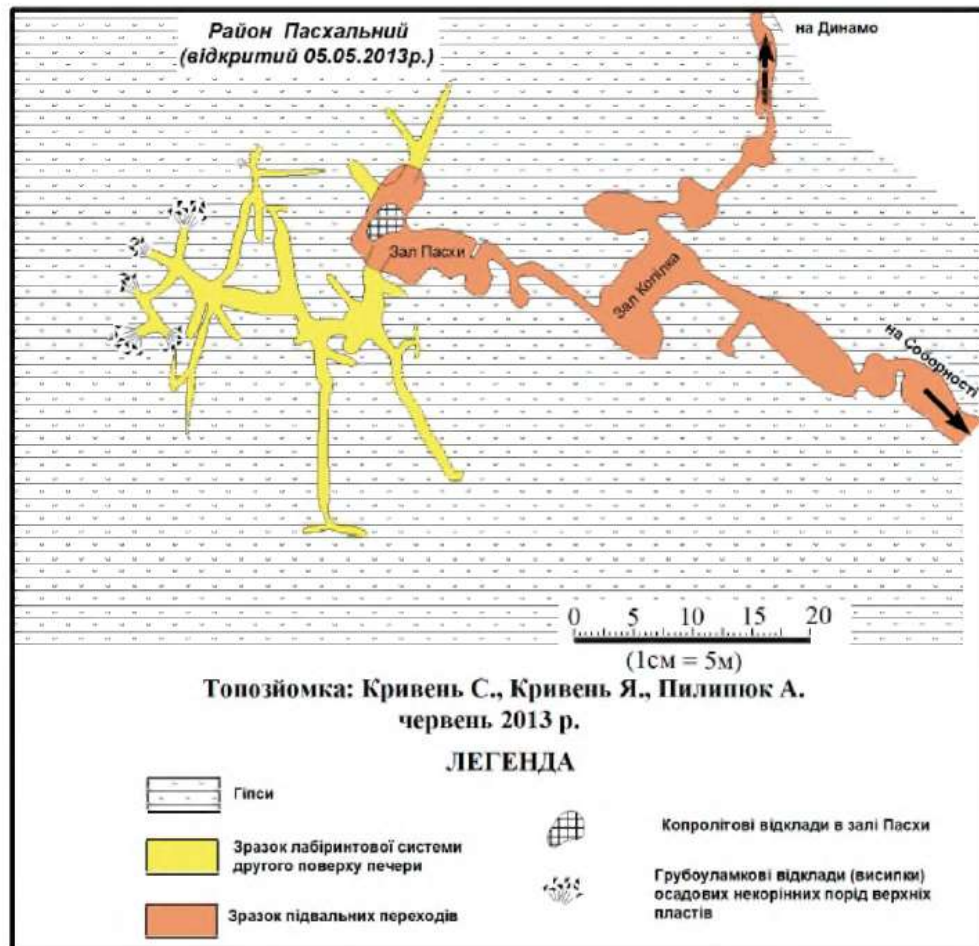 Район Пасхальний
(відкритий 05.05.2013р.)
на Динамо
Зал Пасхи
Зал Копілка
на Соборності
0 5 10 15 20
(1см = 5м)
Топозйомка: Кривень С., Кривень Я., Пилипюк А.
червень 2013 р.
ЛЕГЕНДА
Гіпси
Зразок лабіринтової системи
другого поверху печери
Зразок підвальних переходів
Копролітові відклади в залі Пасхи
Грубоуламкові відклади (висипки)
осадових некорінних порід верхніх
пластів